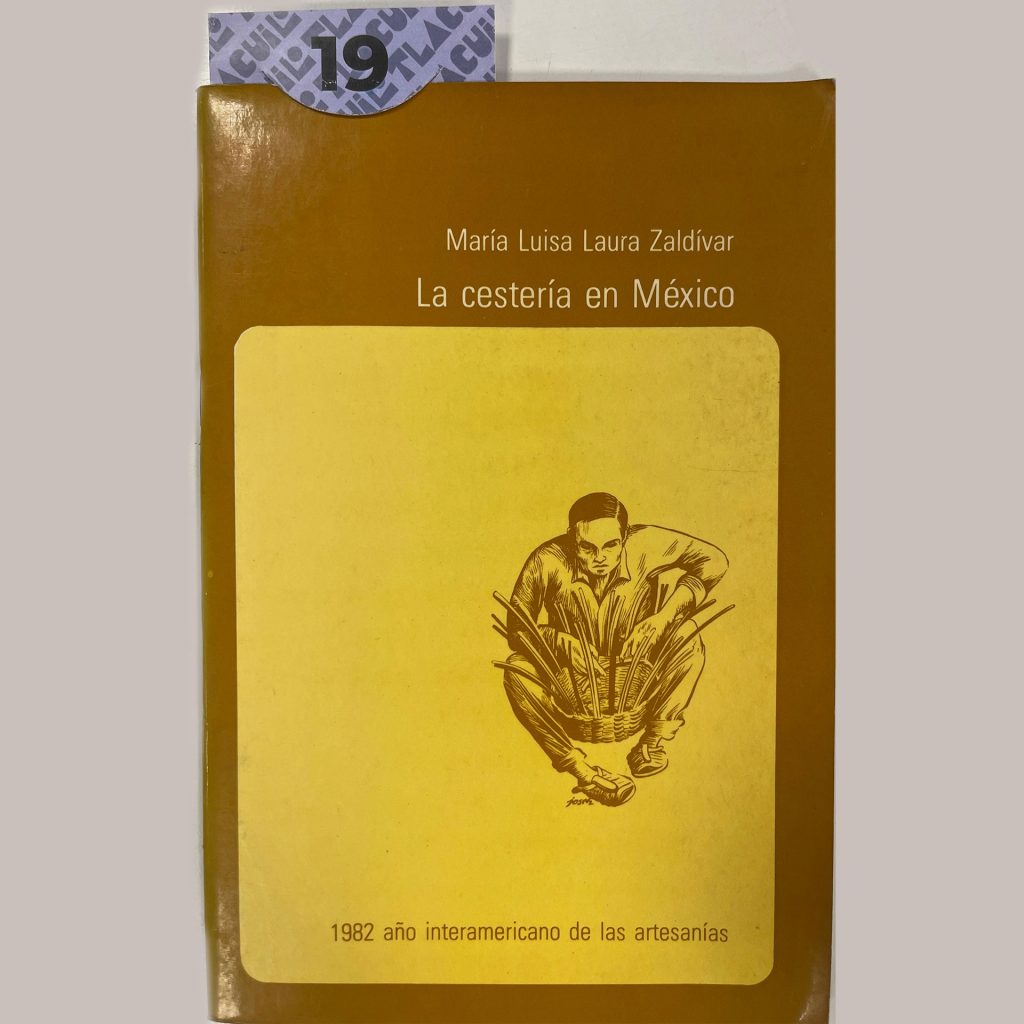 19
María Luisa Laura Zaldívar
La cestería en México
1982 año interamericano de las artesanías